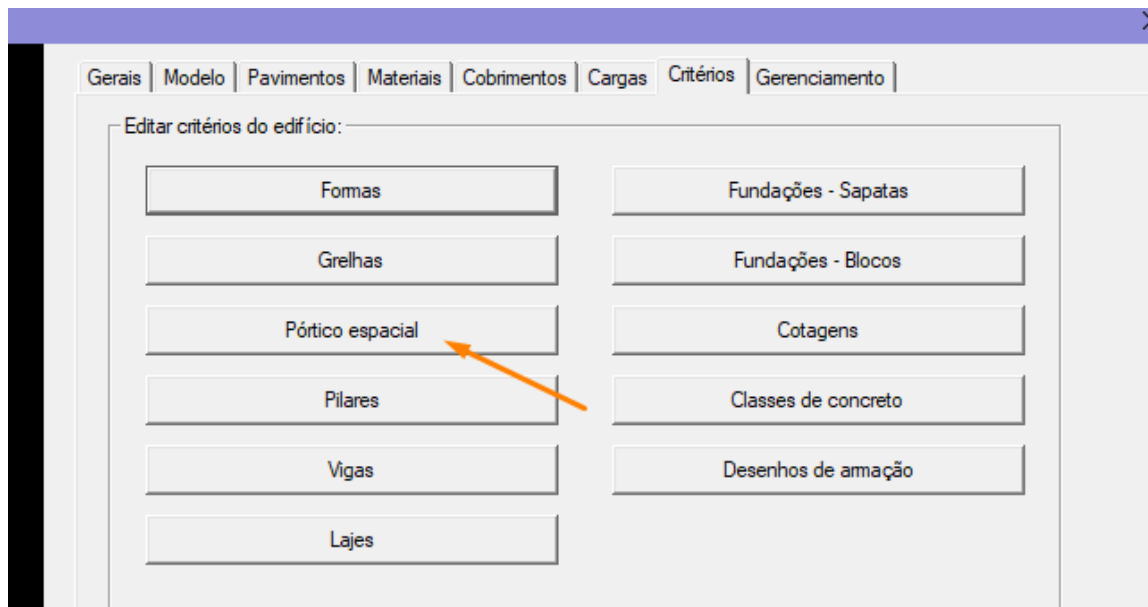 Gerais Modelo Pavimentos Materiais Cobrimentos Cargas Critérios Gerenciamento
Editar critérios do edifício:
Formas
Fundações - Sapatas
Grelhas
Fundações - Blocos
Pórtico espacial
Cotagens
Pilares
Classes de concreto
Vigas
Desenhos de armação
Lajes